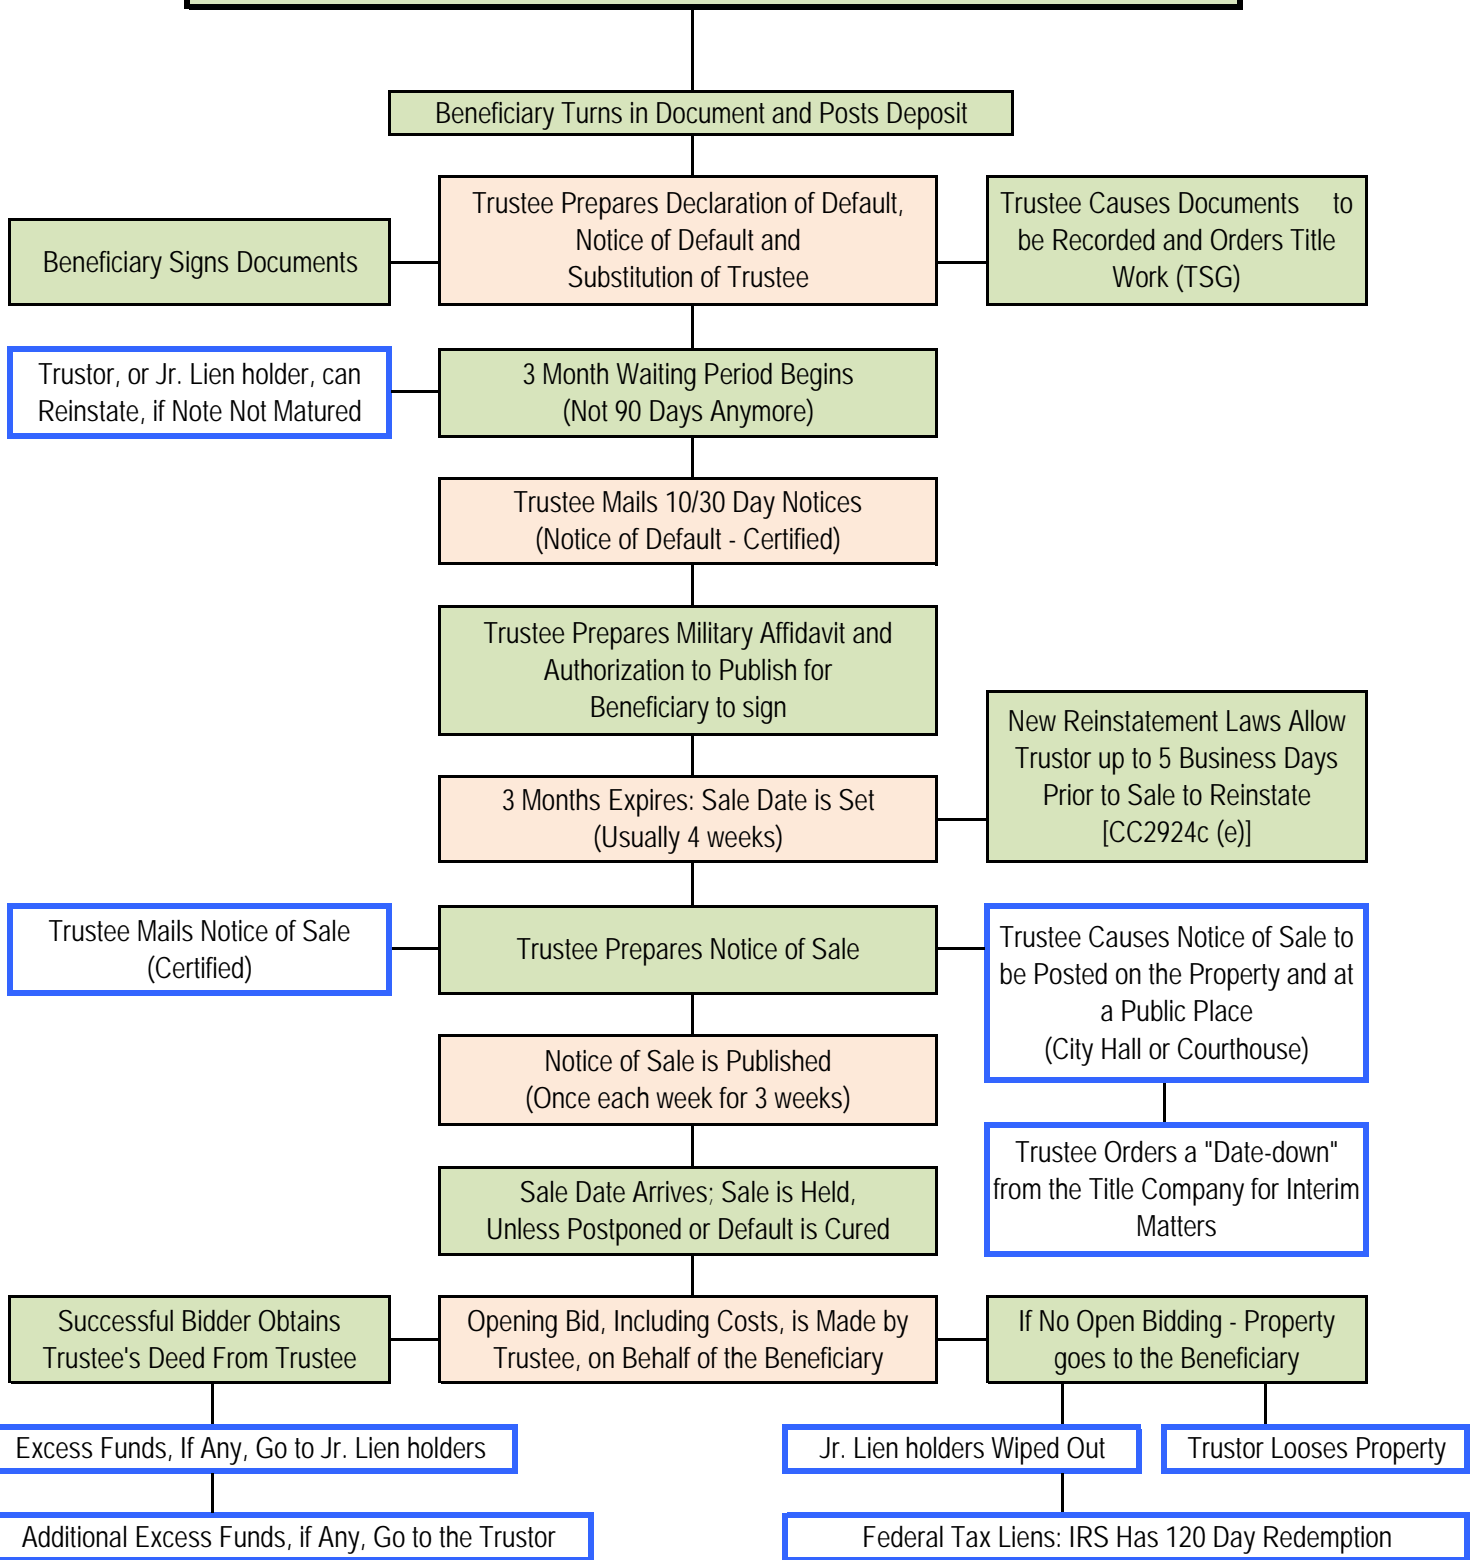 Beneficiary Turns in Document and Posts Deposit
Trustee Prepares Declaration of Default,
Notice of Default and
Substitution of Trustee
Trustee Causes Documents to
be Recorded and Orders Title
Work (TSG)
Beneficiary Signs Documents
Trustor, or Jr. Lien holder, can
Reinstate, if Note Not Matured
3 Month Waiting Period Begins
(Not 90 Days Anymore)
Trustee Mails 10/30 Day Notices
(Notice of Default - Certified)
Trustee Prepares Military Affidavit and
Authorization to Publish for
Beneficiary to sign
New Reinstatement Laws Allow
Trustor up to 5 Business Days
Prior to Sale to Reinstate
[CC2924c (e)]
3 Months Expires: Sale Date is Set
(Usually 4 weeks)
Trustee Mails Notice of Sale
(Certified)
Trustee Prepares Notice of Sale
Trustee Causes Notice of Sale to
be Posted on the Property and at
a Public Place
(City Hall or Courthouse)
Notice of Sale is Published
(Once each week for 3 weeks)
Trustee Orders a "Date-down"
from the Title Company for Interim
Matters
Sale Date Arrives; Sale is Held,
Unless Postponed or Default is Cured
Successful Bidder Obtains
Trustee's Deed From Trustee
Opening Bid, Including Costs, is Made by
Trustee, on Behalf of the Beneficiary
If No Open Bidding - Property
goes to the Beneficiary
Excess Funds, If Any, Go to Jr. Lien holders
Jr. Lien holders Wiped Out
Trustor Looses Property
Additional Excess Funds, if Any, Go to the Trustor
Federal Tax Liens: IRS Has 120 Day Redemption